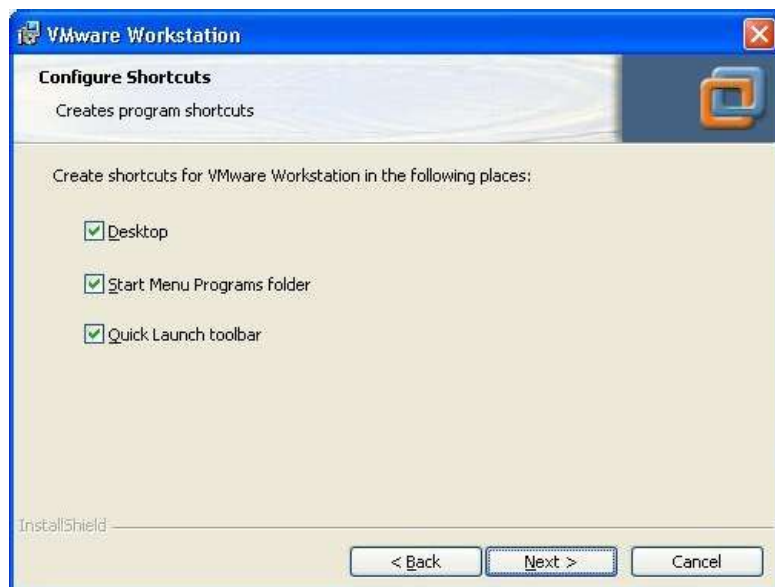 VMware Workstation
Configure Shortcuts
Creates program shortcuts
Create shortcuts for VMware Workstation in the following places:
Desktop
Start Menu Programs folder
Quick Launch toolbar
InstallShield
< Back
Next >
Cancel